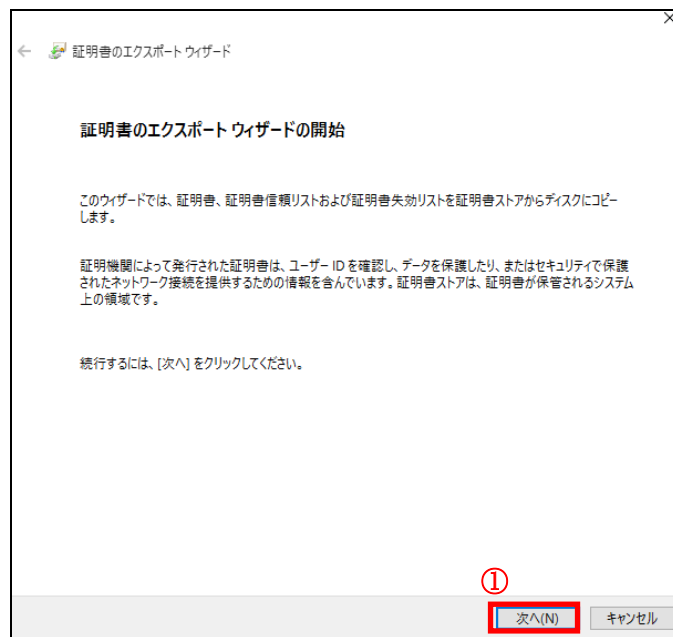 証明書のエクスポート ウィザード
証明書のエクスポート ウィザードの開始
このウィザードでは、証明書、証明書信頼リストおよび証明書失効リストを証明書ストアからディスクにコピー
します。
証明機関によって発行された証明書は、ユーザー ID を確認し、データを保護したり、またはセキュリティで保護
されたネットワーク接続を提供するための情報を含んでいます。証明書ストアは、証明書が保管されるシステム
上の領域です。
続行するには、[次へ] をクリックしてください。
①
次へ(N)
キャンセル